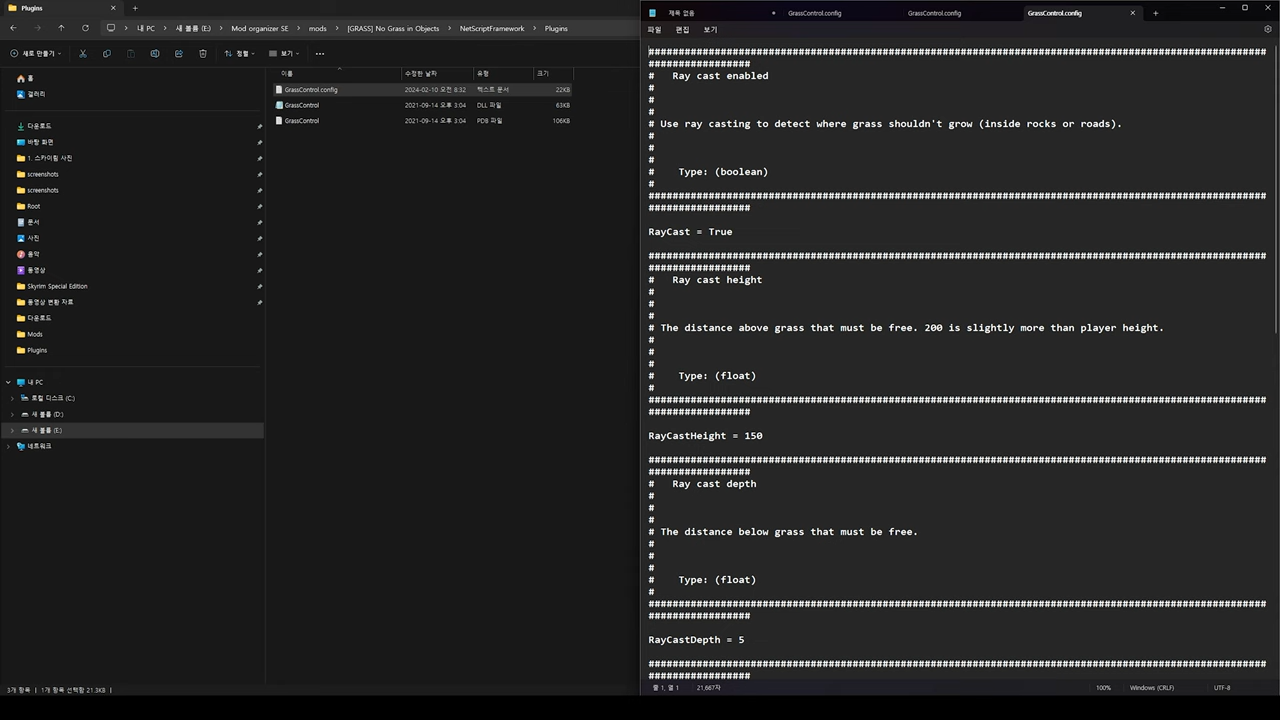 Plugins
내 PC
새 볼륨 (E:)
Mod organizer SE
mods
[GRASS] No Grass in Objects
NetScriptFramework
Plugins
새로 만들기
정렬
보기
이름
수정한 날짜
유형
크기
GrassControl.config
2024-02-10 오전 8:32
텍스트 문서
22KB
GrassControl
2021-09-14 오후 3:04
DLL 파일
63KB
GrassControl
2021-09-14 오후 3:04
PDB 파일
106KB
홈
갤러리
다운로드
바탕 화면
1. 스카이림 사진
screenshots
screenshots
Root
문서
사진
음악
동영상
Skyrim Special Edition
동영상 변환 자료
다운로드
Mods
Plugins
내 PC
로컬 디스크 (C:)
새 볼륨 (D:)
새 볼륨 (E:)
네트워크
3개 항목
1개 항목 선택함 21.3KB
제목 없음
GrassControl.config
GrassControl.config
GrassControl.config
파일
편집
보기
#######################################################################################################
#################
#   Ray cast enabled
#
#
#
# Use ray casting to detect where grass shouldn't grow (inside rocks or roads).
#
#
#    Type: (boolean)
#
#######################################################################################################
#################
RayCast = True
#######################################################################################################
#################
#   Ray cast height
#
#
#
# The distance above grass that must be free. 200 is slightly more than player height.
#
#
#    Type: (float)
#
#######################################################################################################
#################
RayCastHeight = 150
#######################################################################################################
#################
#   Ray cast depth
#
#
#
# The distance below grass that must be free.
#
#
#    Type: (float)
#
#######################################################################################################
#################
RayCastDepth = 5
#######################################################################################################
#################
줄 1, 열 1
21,667자
100%
Windows (CRLF)
UTF-8